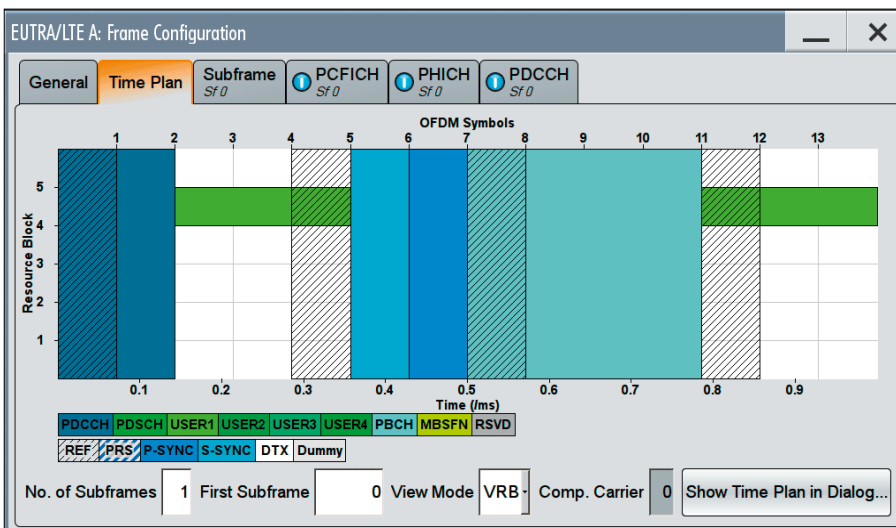 EUTRA/LTE A: Frame Configuration
General Time Plan Subframe Sf 0 PCFICH Sf 0 PHICH Sf 0 PDCCH Sf 0
OFDM Symbols
1 2 3 4 5 6 7 8 9 10 11 12 13
Resource Block
5
4
3
2
1
0.1 0.2 0.3 0.4 0.5 0.6 0.7 0.8 0.9
Time (/ms)
PDCCH PDSCH USER1 USER2 USER3 USER4 PBCH MBSFN RSVD
REF PRS P-SYNC S-SYNC DTX Dummy
No. of Subframes 1 First Subframe 0 View Mode VRB Comp. Carrier 0 Show Time Plan in Dialog...